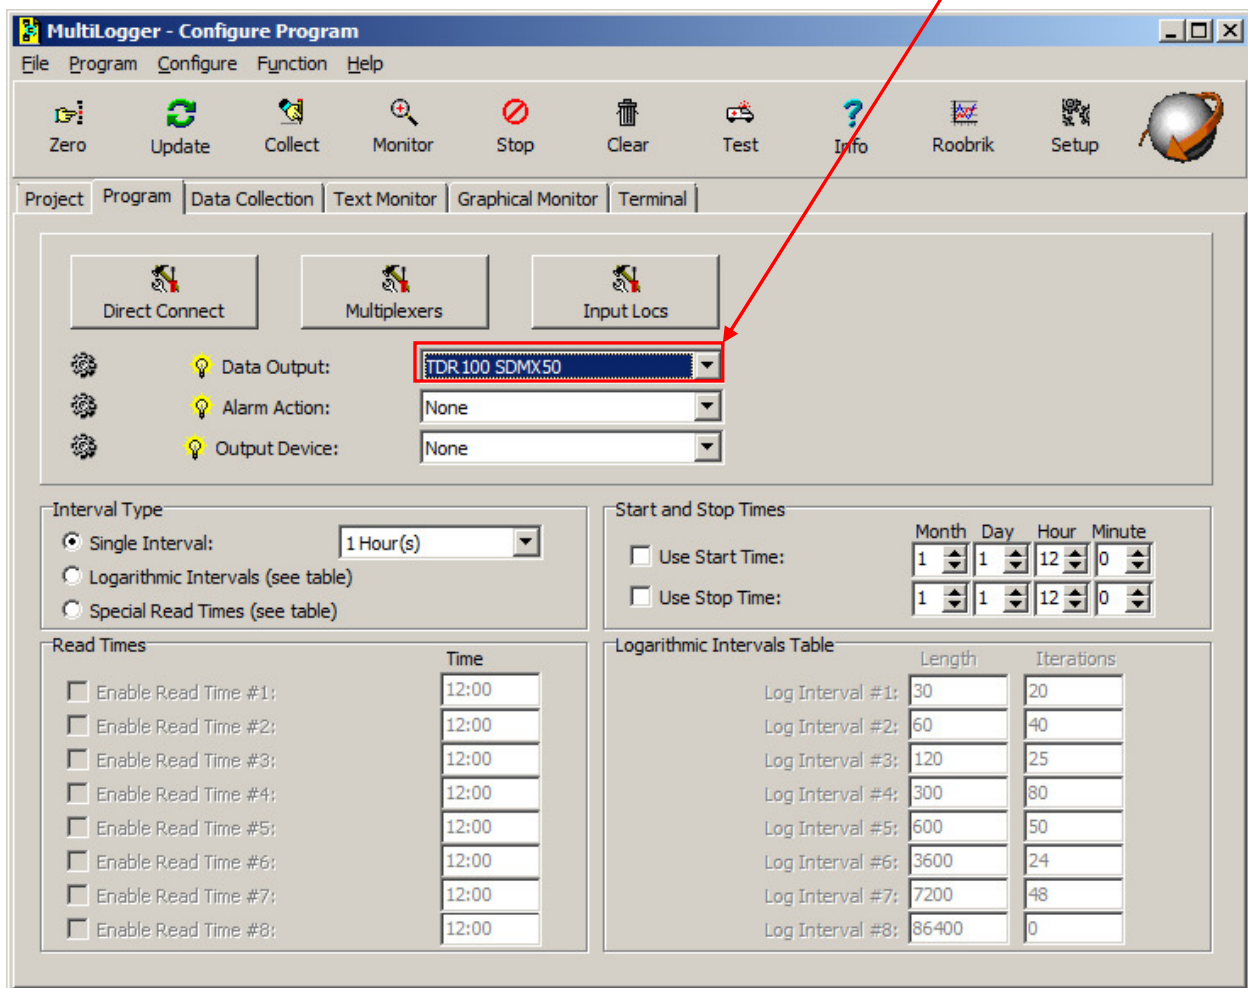 MultiLogger - Configure Program
File Program Configure Function Help
Zero Update Collect Monitor Stop Clear Test Info Roobrik Setup
Project Program Data Collection Text Monitor Graphical Monitor Terminal
Direct Connect Multiplexers Input Locs
Data Output: TDR100 SDMX50
Alarm Action: None
Output Device: None
Interval Type
Single Interval: 1 Hour(s)
Logarithmic Intervals (see table)
Special Read Times (see table)
Start and Stop Times
Month Day Hour Minute
Use Start Time: 1 1 12 0
Use Stop Time: 1 1 12 0
Read Times
Time
Enable Read Time #1: 12:00
Enable Read Time #2: 12:00
Enable Read Time #3: 12:00
Enable Read Time #4: 12:00
Enable Read Time #5: 12:00
Enable Read Time #6: 12:00
Enable Read Time #7: 12:00
Enable Read Time #8: 12:00
Logarithmic Intervals Table
Length Iterations
Log Interval #1: 30 20
Log Interval #2: 60 40
Log Interval #3: 120 25
Log Interval #4: 300 80
Log Interval #5: 600 50
Log Interval #6: 3600 24
Log Interval #7: 7200 48
Log Interval #8: 86400 0